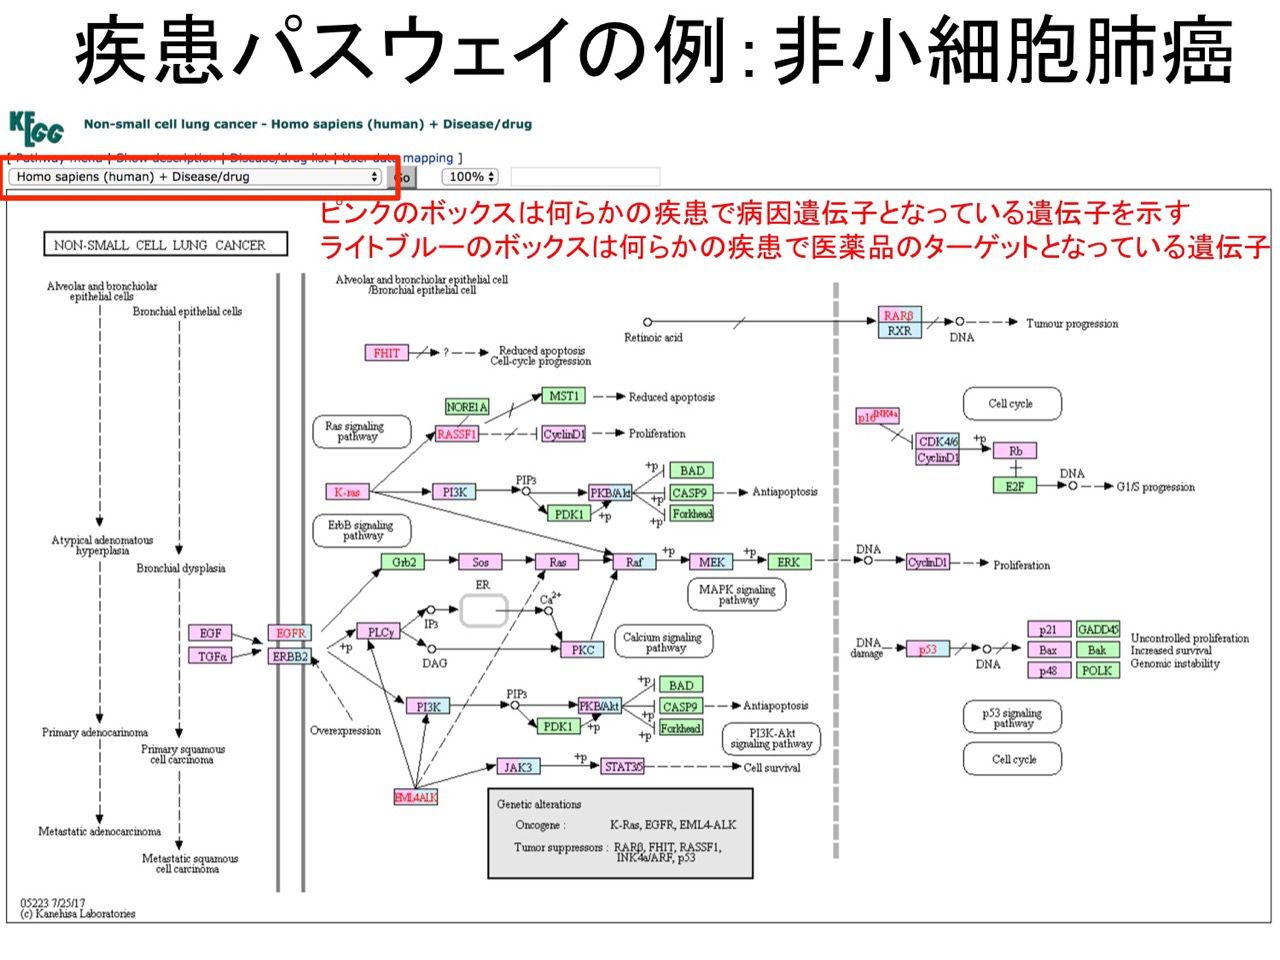 疾患パスウェイの例：非小細胞肺癌
KEGG
Non-small cell lung cancer - Homo sapiens (human) + Disease/drug
[ Pathway menu | Show description | Disease/drug list | User data mapping ]
Homo sapiens (human) + Disease/drug
Go
100%
ピンクのボックスは何らかの疾患で病因遺伝子となっている遺伝子を示す
ライトブルーのボックスは何らかの疾患で医薬品のターゲットとなっている遺伝子
NON-SMALL CELL LUNG CANCER
Alveolar and bronchiolar
epithelial cells
Bronchial epithelial cells
Atypical adenomatous
hyperplasia
Bronchial dysplasia
Primary adenocarinoma
Primary squamous
cell carcinoma
Metastatic adenocarcinoma
Metastatic squamous
cell carcinoma
Alveolar and bronchiolar epithelial cell
/Bronchial epithelial cell
Retinoic acid
RARβ
RXR
DNA
Tumour progression
FHIT
?
Reduced apoptosis
Cell-cycle progression
NORE1A
MST1
Reduced apoptosis
Ras signaling
pathway
RASSF1
CyclinD1
Proliferation
K-ras
PI3K
PIP3
PKB/Akt
PDK1
+p
+p
+p
+p
BAD
CASP9
Forkhead
Antiapoptosis
ErbB signaling
pathway
Grb2
Sos
Ras
Raf
+p
MEK
+p
ERK
DNA
CyclinD1
Proliferation
MAPK signaling
pathway
ER
Ca2+
IP3
DAG
PLCγ
+p
PKC
Calcium signaling
pathway
EGF
TGFα
EGFR
ERBB2
Overexpression
PI3K
PIP3
PKB/Akt
PDK1
+p
+p
+p
+p
BAD
CASP9
Forkhead
Antiapoptosis
PI3K-Akt
signaling pathway
JAK3
+p
STAT3/5
Cell survival
EML4ALK
Genetic alterations
Oncogene : K-Ras, EGFR, EML4-ALK
Tumor suppressors : RARβ, FHIT, RASSF1,
INK4a/ARF, p53
p16INK4a
Cell cycle
CDK4/6
CyclinD1
+p
Rb
E2F
DNA
G1/S progression
DNA
damage
p53
DNA
p21
GADD45
Bax
Bak
p48
POLK
Uncontrolled proliferation
Increased survival
Genomic instability
p53 signaling
pathway
Cell cycle
05223 7/25/17
(c) Kanehisa Laboratories